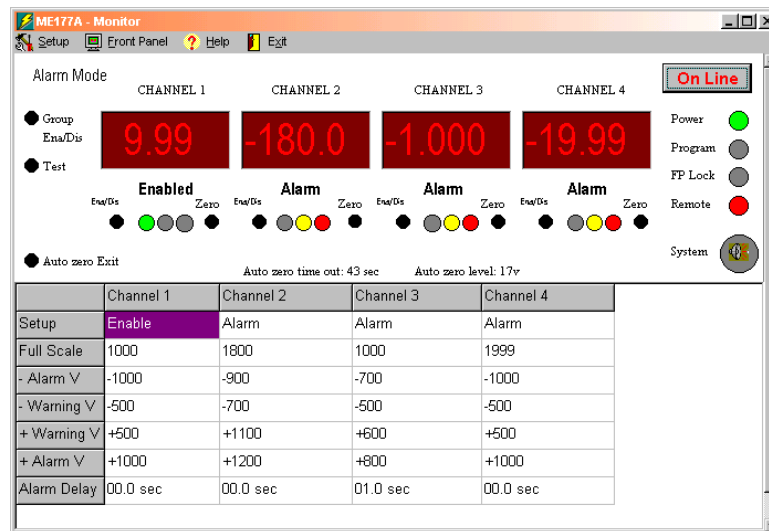 ME177A - Monitor
Setup Front Panel Help Exit
Alarm Mode
CHANNEL 1 CHANNEL 2 CHANNEL 3 CHANNEL 4
On Line
Group
Ena/Dis
Test
9.99 -180.0 -1.000 -19.99
Power
Program
FP Lock
Remote
System
Enabled Alarm Alarm Alarm
Ena/Dis Zero Ena/Dis Zero Ena/Dis Zero Ena/Dis Zero
Auto zero Exit
Auto zero time out: 43 sec Auto zero level: 17v
Channel 1 Channel 2 Channel 3 Channel 4
Setup Enable Alarm Alarm Alarm
Full Scale 1000 1800 1000 1999
- Alarm V -1000 -900 -700 -1000
- Warning V -500 -700 -500 -500
+ Warning V +500 +1100 +600 +500
+ Alarm V +1000 +1200 +800 +1000
Alarm Delay 00.0 sec 00.0 sec 01.0 sec 00.0 sec